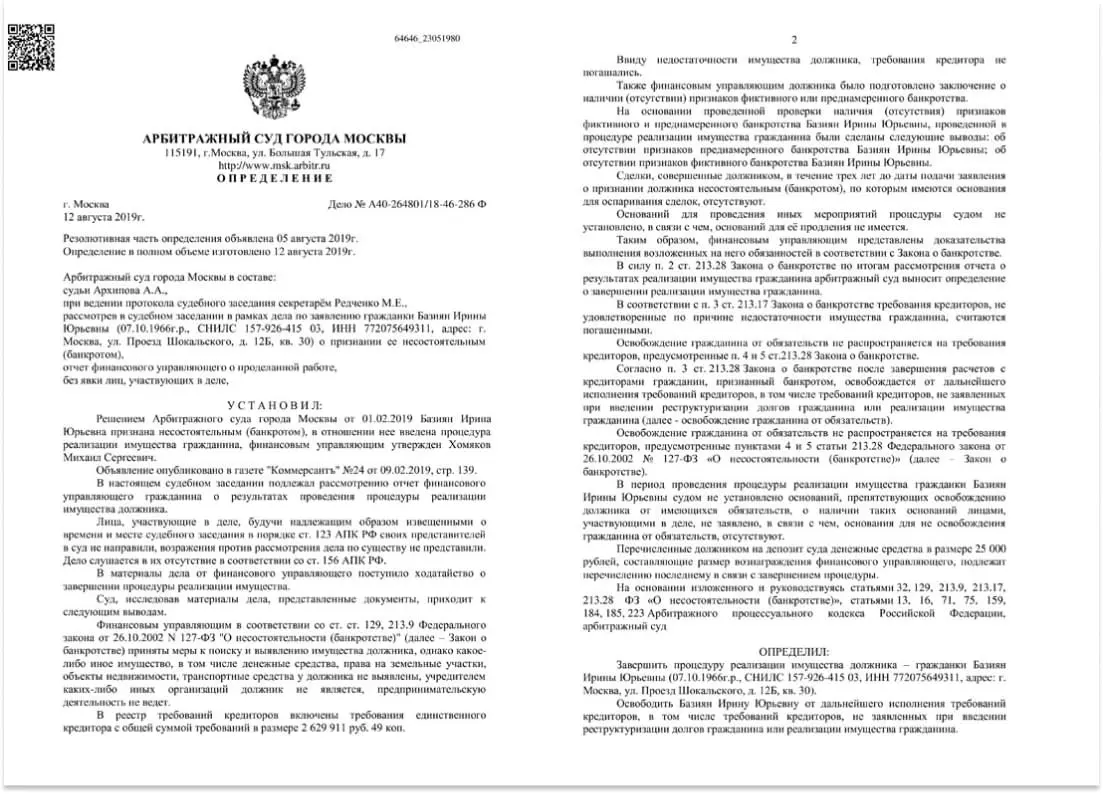 64646_23051980
АРБИТРАЖНЫЙ СУД ГОРОДА МОСКВЫ
115191, г.Москва, ул. Большая Тульская, д. 17
http://www.msk.arbitr.ru
О П Р Е Д Е Л Е Н И Е
г. Москва Дело № А40-264801/18-46-286 Ф
12 августа 2019г.
Резолютивная часть определения объявлена 05 августа 2019г.
Определение в полном объеме изготовлено 12 августа 2019г.
Арбитражный суд города Москвы в составе:
судьи Архипова А.А.,
при ведении протокола судебного заседания секретарём Редченко М.Е.,
рассмотрев в судебном заседании в рамках дела по заявлению гражданки Базиян Ирины
Юрьевны (07.10.1966г.р., СНИЛС 157-926-415 03, ИНН 772075649311, адрес: г.
Москва, ул. Проезд Шокальского, д. 12Б, кв. 30) о признании ее несостоятельным
(банкротом),
отчет финансового управляющего о проделанной работе,
без явки лиц, участвующих в деле,
У С Т А Н О В И Л:
Решением Арбитражного суда города Москвы от 01.02.2019 Базиян Ирина
Юрьевна признана несостоятельным (банкротом), в отношении нее введена процедура
реализации имущества гражданина, финансовым управляющим утвержден Хомяков
Михаил Сергеевич.
Объявление опубликовано в газете "Коммерсантъ" №24 от 09.02.2019, стр. 139.
В настоящем судебном заседании подлежал рассмотрению отчет финансового
управляющего гражданина о результатах проведения процедуры реализации
имущества должника.
Лица, участвующие в деле, будучи надлежащим образом извещенными о
времени и месте судебного заседания в порядке ст. 123 АПК РФ своих представителей
в суд не направили, возражения против рассмотрения дела по существу не представили.
Дело слушается в их отсутствие в соответствии со ст. 156 АПК РФ.
В материалы дела от финансового управляющего поступило ходатайство о
завершении процедуры реализации имущества.
Суд, исследовав материалы дела, представленные документы, приходит к
следующим выводам.
Финансовым управляющим в соответствии со ст. ст. 129, 213.9 Федерального
закона от 26.10.2002 N 127-ФЗ "О несостоятельности (банкротстве)" (далее – Закон о
банкротстве) приняты меры к поиску и выявлению имущества должника, однако какое-
либо иное имущество, в том числе денежные средства, права на земельные участки,
объекты недвижимости, транспортные средства у должника не выявлены, учредителем
каких-либо иных организаций должник не является, предпринимательскую
деятельность не ведет.
В реестр требований кредиторов включены требования единственного
кредитора с общей суммой требований в размере 2 629 911 руб. 49 коп.
2
Ввиду недостаточности имущества должника, требования кредитора не
погашались.
Также финансовым управляющим должника было подготовлено заключение о
наличии (отсутствии) признаков фиктивного или преднамеренного банкротства.
На основании проведенной проверки наличия (отсутствия) признаков
фиктивного и преднамеренного банкротства Базиян Ирины Юрьевны, проведенной в
процедуре реализации имущества гражданина были сделаны следующие выводы: об
отсутствии признаков преднамеренного банкротства Базиян Ирины Юрьевны; об
отсутствии признаков фиктивного банкротства Базиян Ирины Юрьевны.
Сделки, совершенные должником, в течение трех лет до даты подачи заявления
о признании должника несостоятельным (банкротом), по которым имеются основания
для оспаривания сделок, отсутствуют.
Оснований для проведения иных мероприятий процедуры судом не
установлено, в связи с чем, оснований для её продления не имеется.
Таким образом, финансовым управляющим представлены доказательства
выполнения возложенных на него обязанностей в соответствии с Закона о банкротстве.
В силу п. 2 ст. 213.28 Закона о банкротстве по итогам рассмотрения отчета о
результатах реализации имущества гражданина арбитражный суд выносит определение
о завершении реализации имущества гражданина.
В соответствии с п. 3 ст. 213.17 Закона о банкротстве требования кредиторов, не
удовлетворенные по причине недостаточности имущества гражданина, считаются
погашенными.
Освобождение гражданина от обязательств не распространяется на требования
кредиторов, предусмотренные п. 4 и 5 ст.213.28 Закона о банкротстве.
Согласно п. 3 ст. 213.28 Закона о банкротстве после завершения расчетов с
кредиторами гражданин, признанный банкротом, освобождается от дальнейшего
исполнения требований кредиторов, в том числе требований кредиторов, не заявленных
при введении реструктуризации долгов гражданина или реализации имущества
гражданина (далее - освобождение гражданина от обязательств).
Освобождение гражданина от обязательств не распространяется на требования
кредиторов, предусмотренные пунктами 4 и 5 статьи 213.28 Федерального закона от
26.10.2002 № 127-ФЗ «О несостоятельности (банкротстве)» (далее – Закон о
банкротстве).
В период проведения процедуры реализации имущества гражданки Базиян
Ирины Юрьевны судом не установлено оснований, препятствующих освобождению
должника от имеющихся обязательств, о наличии таких оснований лицами,
участвующими в деле, не заявлено, в связи с чем, основания для не освобождения
гражданина от обязательств, отсутствуют.
Перечисленные должником на депозит суда денежные средства в размере 25 000
рублей, составляющие размер вознаграждения финансового управляющего, подлежат
перечислению последнему в связи с завершением процедуры.
На основании изложенного и руководствуясь статьями 32, 129, 213.9, 213.17,
213.28 ФЗ «О несостоятельности (банкротстве)», статьями 13, 16, 71, 75, 159,
184, 185, 223 Арбитражного процессуального кодекса Российской Федерации,
арбитражный суд
ОПРЕДЕЛИЛ:
Завершить процедуру реализации имущества должника – гражданки Базиян
Ирины Юрьевны (07.10.1966г.р., СНИЛС 157-926-415 03, ИНН 772075649311, адрес: г.
Москва, ул. Проезд Шокальского, д. 12Б, кв. 30).
Освободить Базиян Ирину Юрьевну от дальнейшего исполнения требований
кредиторов, в том числе требований кредиторов, не заявленных при введении
реструктуризации долгов гражданина или реализации имущества гражданина.